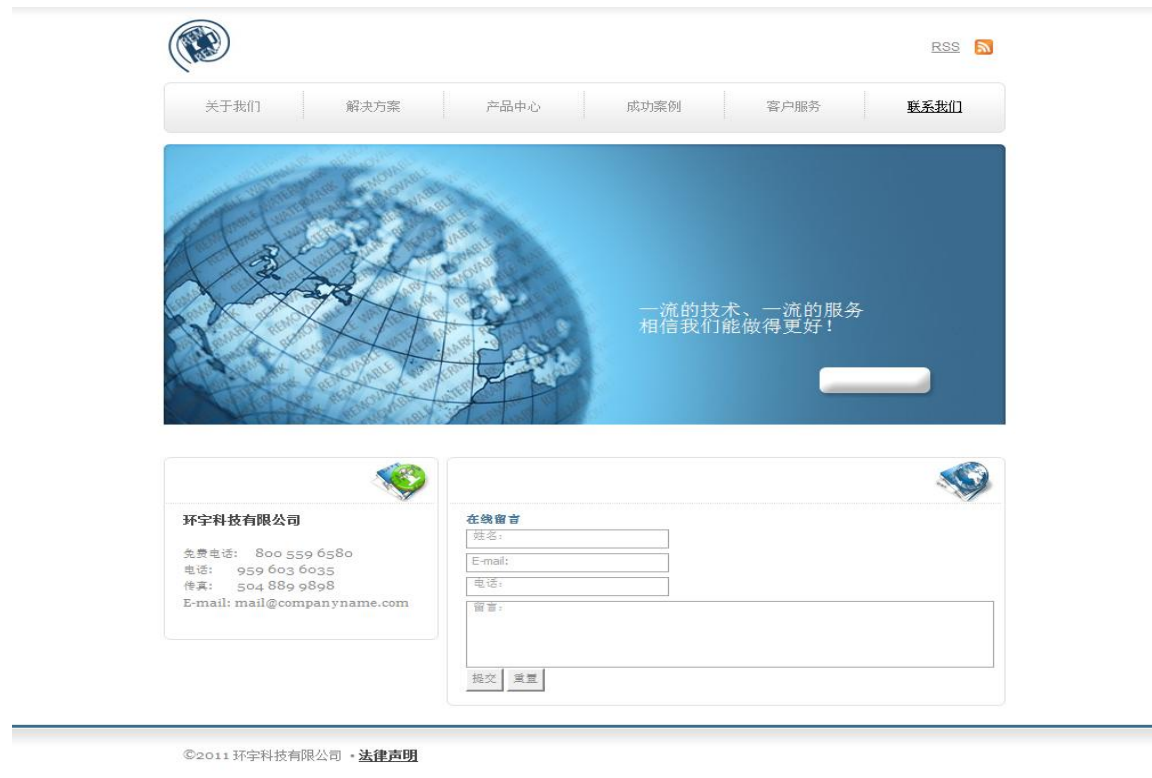 RSS
关于我们 解决方案 产品中心 成功案例 客户服务 联系我们
一流的技术、一流的服务
相信我们能做得更好！
环宇科技有限公司
免费电话: 800 559 6580
电话: 959 603 6035
传真: 504 889 9898
E-mail: mail@companyname.com
在线留言
姓名:
E-mail:
电话:
留言:
提交 重置
©2011 环宇科技有限公司 • 法律声明